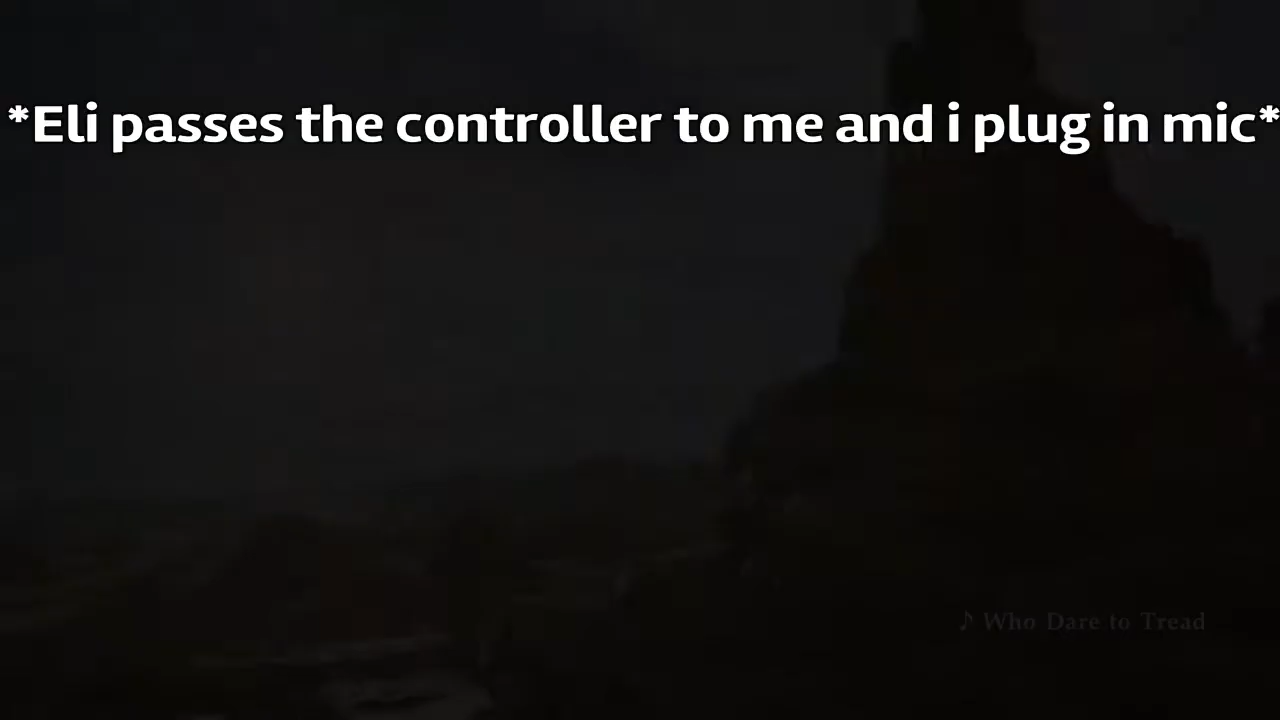 *Eli passes the controller to me and i plug in mic*
♪ Who Dare to Tread